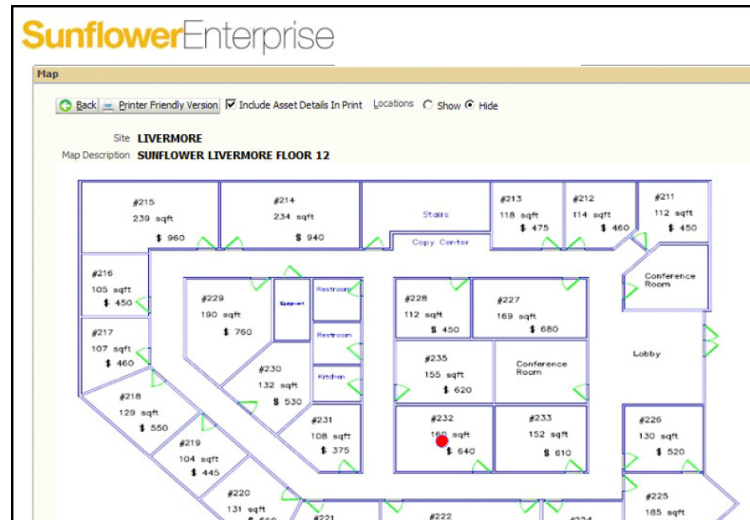 SunflowerEnterprise
Map
Back Printer Friendly Version Include Asset Details In Print Locations Show Hide
Site LIVERMORE
Map Description SUNFLOWER LIVERMORE FLOOR 12
#215
239 sqft
$ 960
#214
234 sqft
$ 940
Stairs
Copy Center
#213
118 sqft
$ 475
#212
114 sqft
$ 460
#211
112 sqft
$ 450
#216
105 sqft
$ 450
Conference
Room
#229
190 sqft
$ 760
Equipment
Restroom
#228
112 sqft
$ 450
#227
169 sqft
$ 680
#217
107 sqft
$ 460
Restroom
Lobby
#230
132 sqft
$ 530
Kitchen
#235
155 sqft
$ 620
Conference
Room
#218
129 sqft
$ 550
#231
108 sqft
$ 375
#232
sqft
$ 640
#233
152 sqft
$ 610
#226
130 sqft
$ 520
#219
104 sqft
$ 445
#220
131 sqft
#221
#222
#225
185 sqft